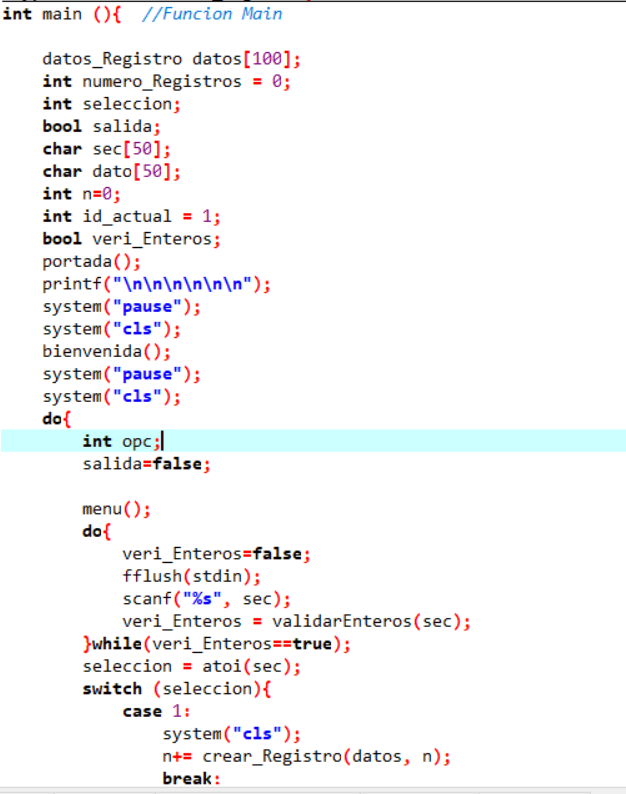 int main (){  //Funcion Main
datos_Registro datos[100];
int numero_Registros = 0;
int seleccion;
bool salida;
char sec[50];
char dato[50];
int n=0;
int id_actual = 1;
bool veri_Enteros;
portada();
printf("\n\n\n\n\n\n");
system("pause");
system("cls");
bienvenida();
system("pause");
system("cls");
do{
int opc;
salida=false;
menu();
do{
veri_Enteros=false;
fflush(stdin);
scanf("%s", sec);
veri_Enteros = validarEnteros(sec);
}while(veri_Enteros==true);
seleccion = atoi(sec);
switch (seleccion){
case 1:
system("cls");
n+= crear_Registro(datos, n);
break;